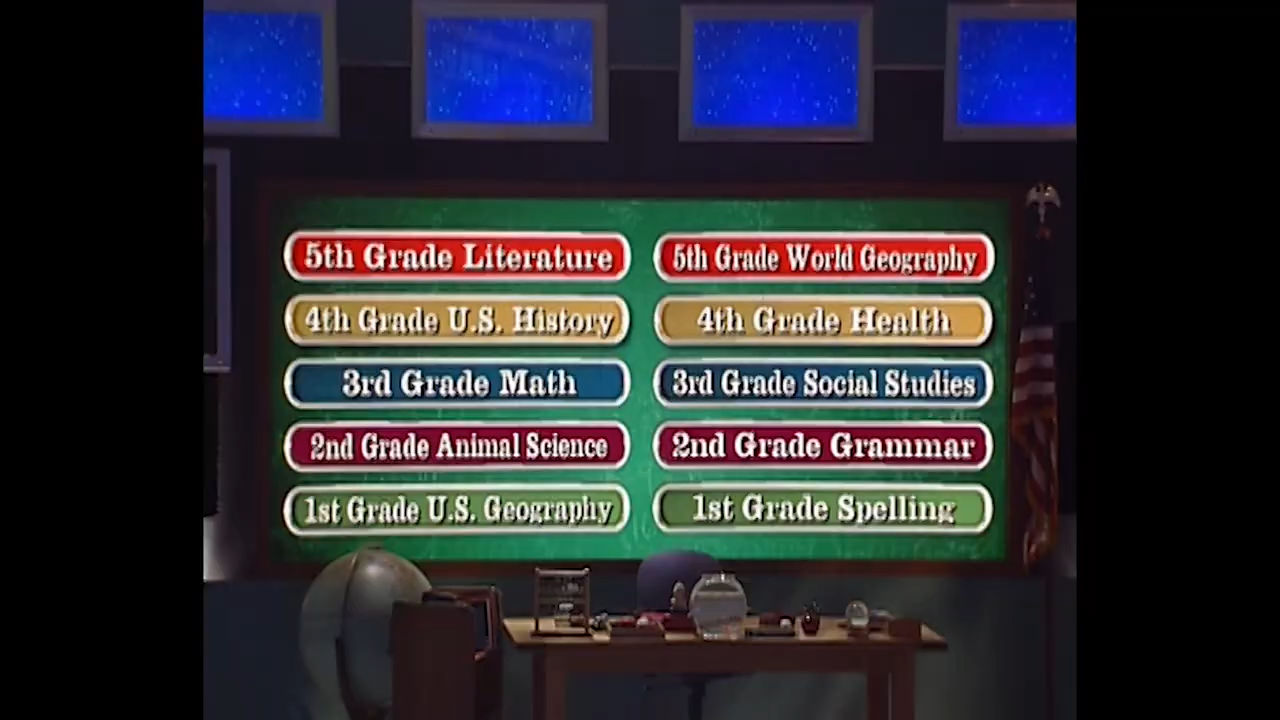 5th Grade Literature
5th Grade World Geography
4th Grade U.S. History
4th Grade Health
3rd Grade Math
3rd Grade Social Studies
2nd Grade Animal Science
2nd Grade Grammar
1st Grade U.S. Geography
1st Grade Spelling